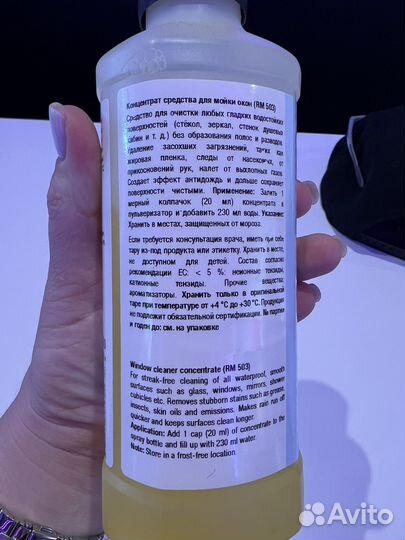 Концентрат средства для мойки окон (RM 503)
Средство для очистки любых гладких водостойких
поверхностей (стёкол, зеркал, стенок душевых
кабин и т. д.) без образования полос и разводов.
Удаление засохших загрязнений, таких как
жировая пленка, следы от насекомых, от
прикосновений рук, налет от выхлопных газов.
Создает эффект антидождь и дольше сохраняет
поверхности чистыми. Применение: Залить 1
мерный колпачок (20 мл) концентрата в
пульверизатор и добавить 230 мл воды. Указание:
Хранить в местах, защищенных от мороза.
Если требуется консультация врача, иметь при себе
тару из-под продукта или этикетку. Хранить в месте,
не доступном для детей. Состав согласно
рекомендации ЕС: < 5 %: неионные тензиды,
катионные тензиды. Прочие вещества:
ароматизаторы. Хранить только в оригинальной
таре при температуре от +4 °C до +30 °C. Продукция
не подлежит обязательной сертификации. № партии
и годен до: см. на упаковке
Window cleaner concentrate (RM 503)
For streak-free cleaning of all waterproof, smooth
surfaces such as glass, windows, mirrors, shower
cubicles etc. Removes stubborn stains such as grease,
insects, skin oils and emissions. Makes rain run off
quicker and keeps surfaces clean longer.
Application: Add 1 cap (20 ml) of concentrate to the
spray bottle and fill up with 230 ml water.
Note: Store in a frost-free location.
Avito